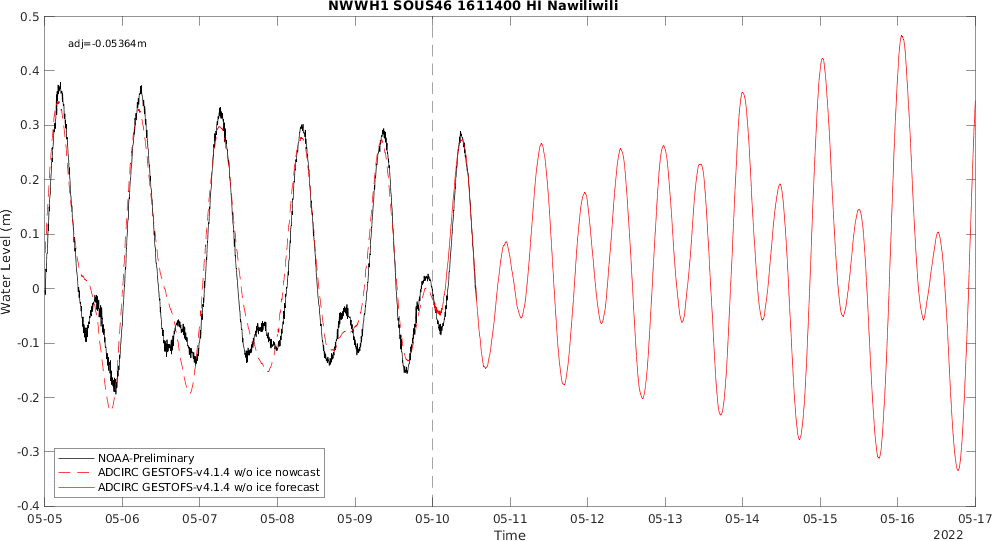 NWWH1 SOUS46 1611400 HI Nawiliwili
adj=-0.05364m
0.5
0.4
0.3
0.2
0.1
0
-0.1
-0.2
-0.3
-0.4
Water Level (m)
NOAA-Preliminary
ADCIRC GESTOFS-v4.1.4 w/o ice nowcast
ADCIRC GESTOFS-v4.1.4 w/o ice forecast
05-05 05-06 05-07 05-08 05-09 05-10 05-11 05-12 05-13 05-14 05-15 05-16 05-17
Time
2022